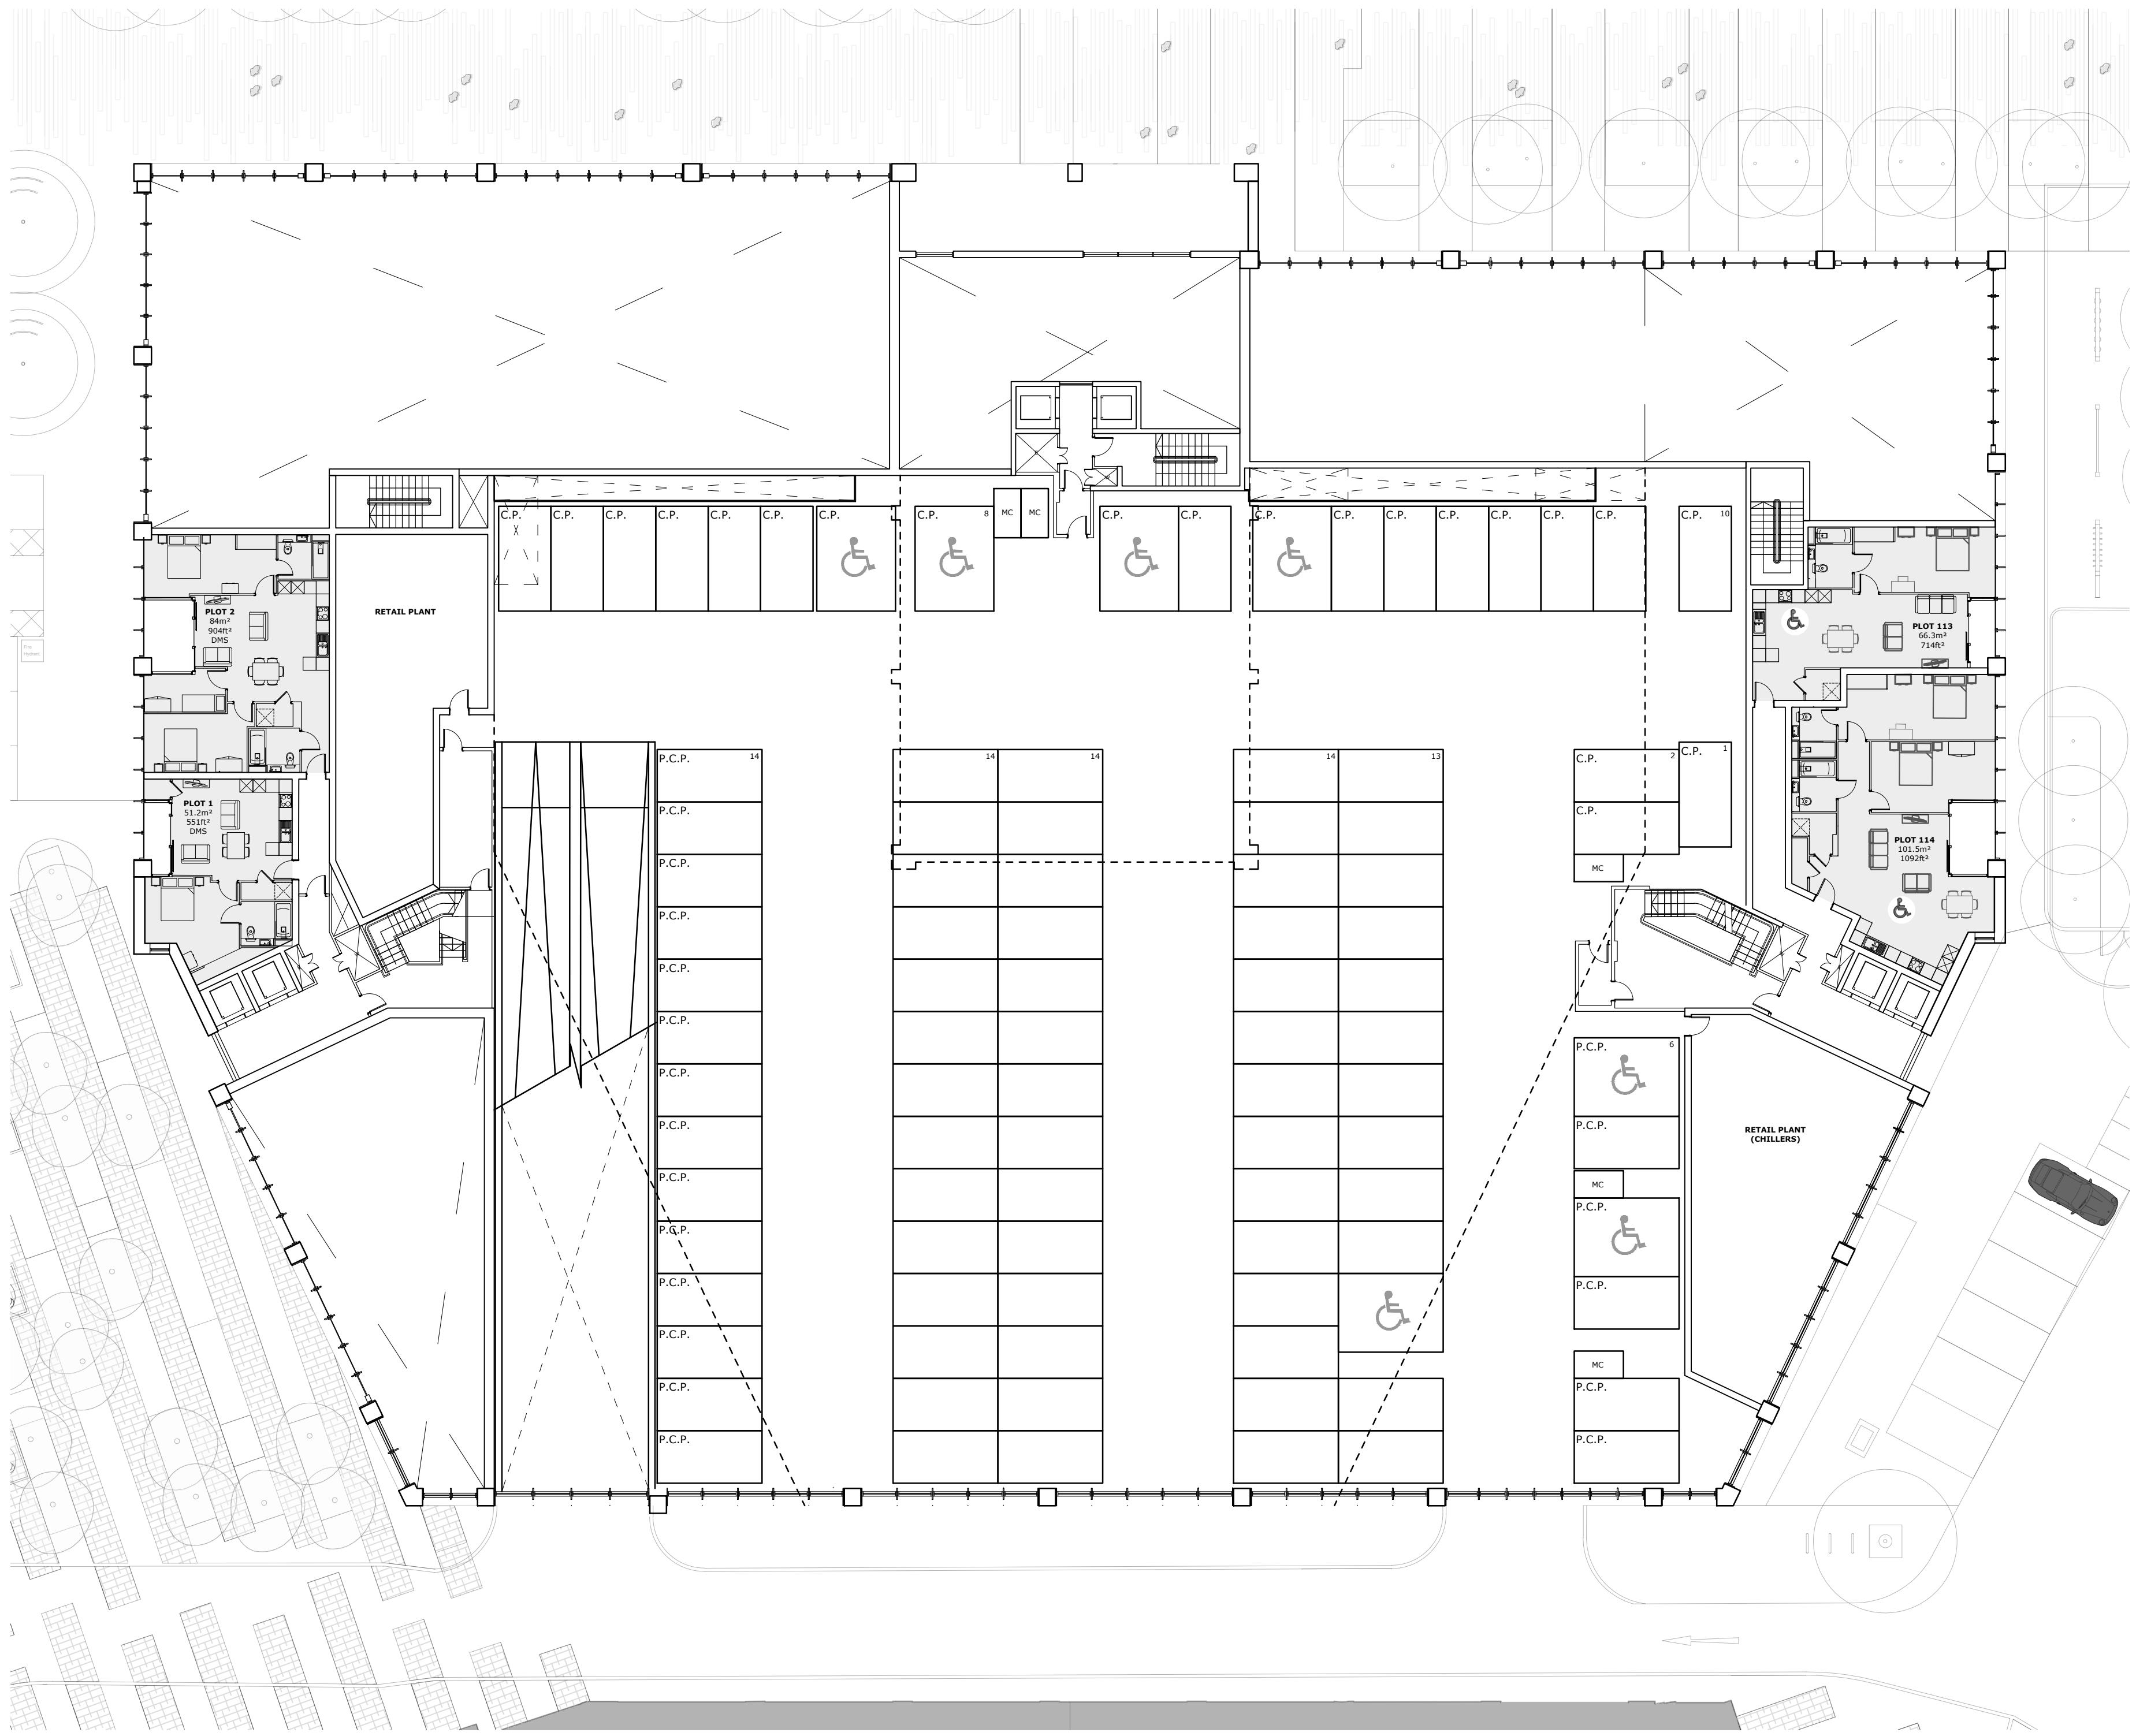 C.P.
C.P.
C.P.
C.P.
C.P.
C.P.
C.P.
C.P. 8
MC MC
C.P.
C.P.
C.P.
C.P.
C.P.
C.P.
C.P.
C.P.
C.P.
C.P. 10
RETAIL PLANT
PLOT 2
84m²
904ft²
DMS
PLOT 113
66.3m²
714ft²
Fire
Hydrant
P.C.P. 14
14
14
14
13
C.P. 2
C.P. 1
PLOT 1
51.2m²
551ft²
DMS
P.C.P.
C.P.
PLOT 114
101.5m²
1092ft²
P.C.P.
MC
P.C.P.
P.C.P.
P.C.P.
P.C.P. 6
P.C.P.
P.C.P.
P.C.P.
RETAIL PLANT
(CHILLERS)
P.C.P.
MC
P.C.P.
P.C.P.
P.C.P.
P.C.P.
P.C.P.
MC
P.C.P.
P.C.P.
P.C.P.
P.C.P.